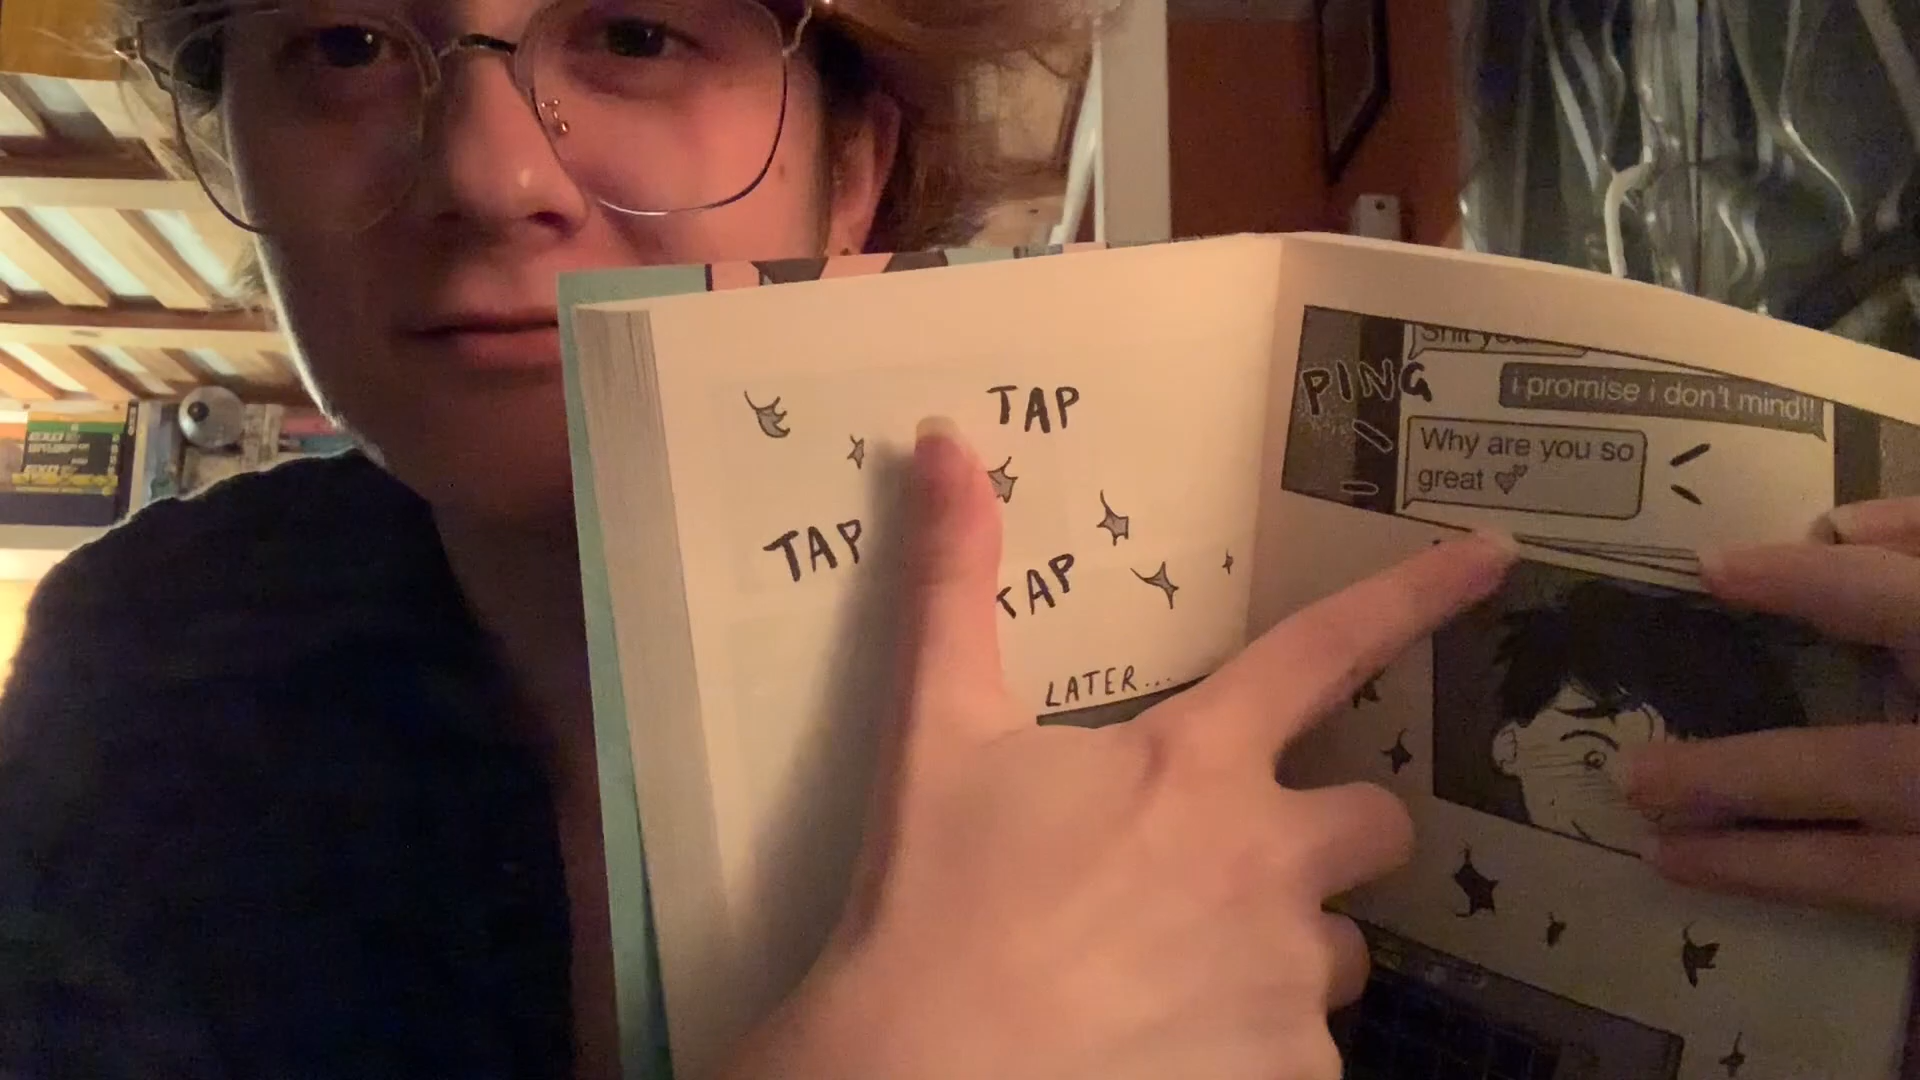 TAP
TAP
TAP
LATER...
PING
i promise i don't mind!!
Why are you so
great